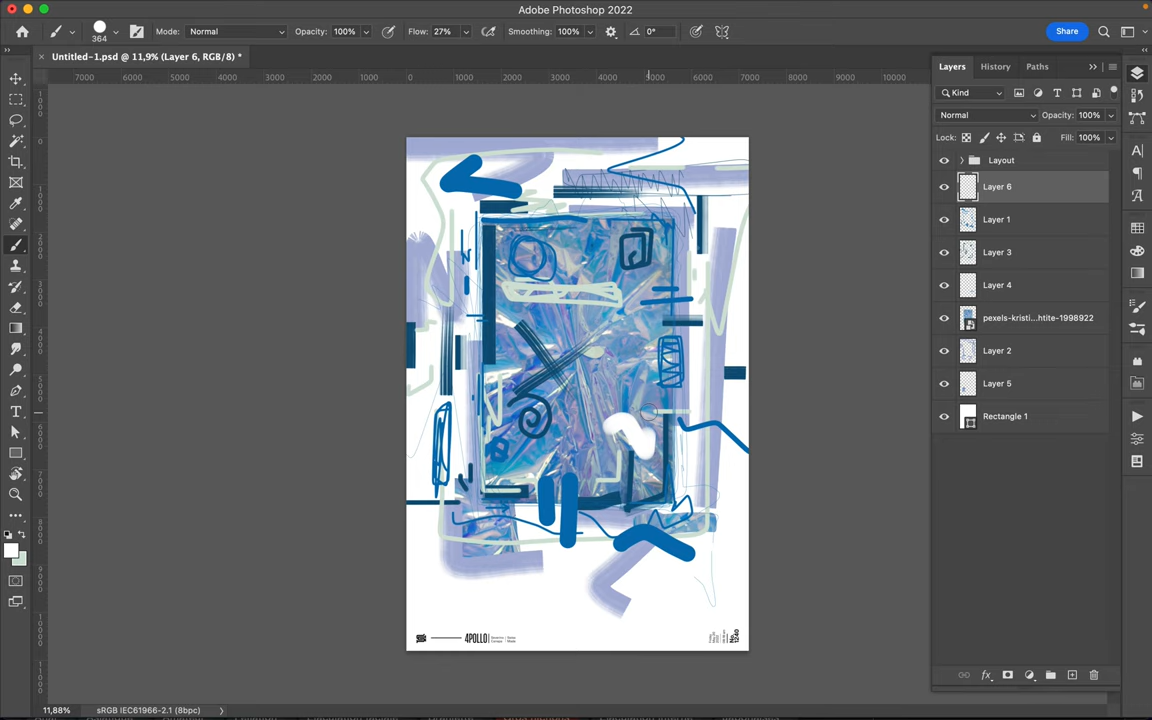 Adobe Photoshop 2022
364
Mode: Normal
Opacity: 100%
Flow: 27%
Smoothing: 100%
0°
Share
Untitled-1.psd @ 11,9% (Layer 6, RGB/8) *
7000 6000 5000 4000 3000 2000 1000 0 1000 2000 3000 4000 5000 6000 7000 8000 9000 10000
Layers
History
Paths
Kind
Normal
Opacity: 100%
Lock:
Fill: 100%
Layout
Layer 6
Layer 1
Layer 3
Layer 4
pexels-kristi...htite-1998922
Layer 2
Layer 5
Rectangle 1
4POLLO
No. 1240
11,88%
sRGB IEC61966-2.1 (8bpc)